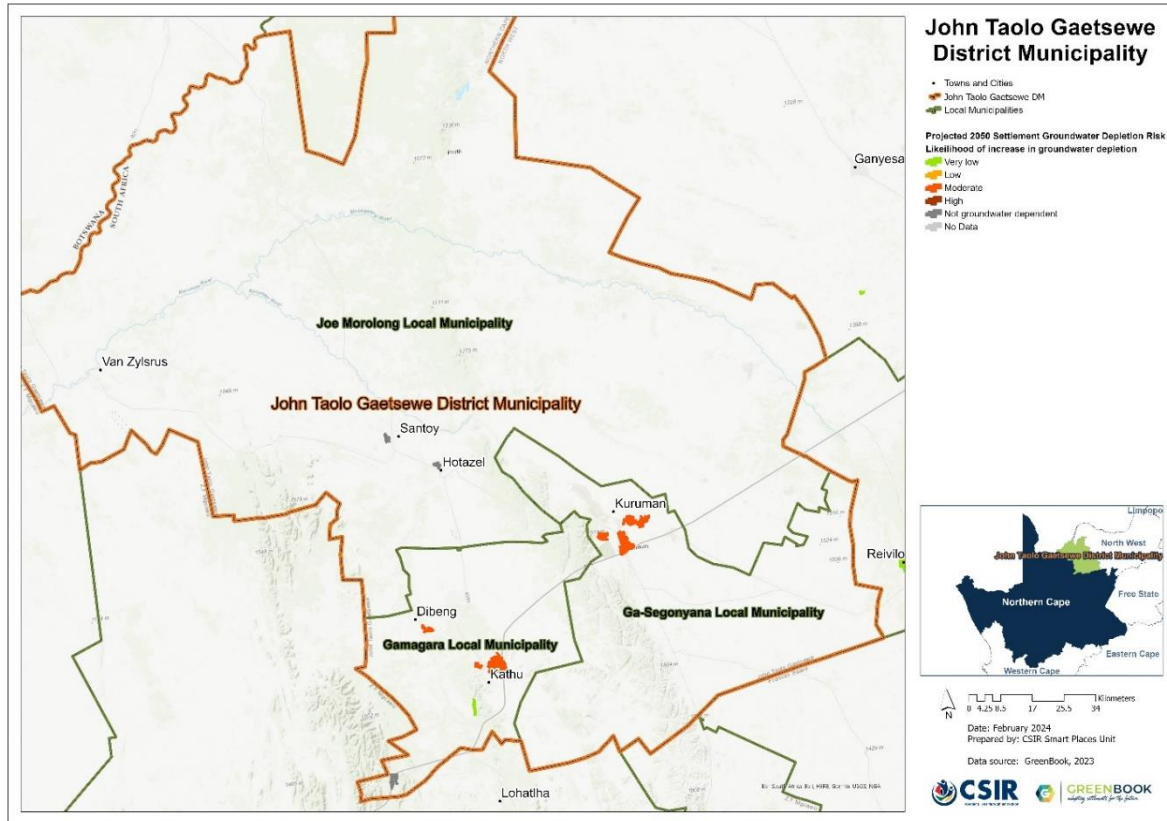 John Taolo Gaetsewe
District Municipality
Towns and Cities
John Taolo Gaetsewe DM
Local Municipalities
Projected 2050 Settlement Groundwater Depletion Risk
Likelihood of increase in groundwater depletion
Very low
Low
Moderate
High
Not groundwater dependent
No Data
Ganyesa
BOTSWANA
SOUTH AFRICA
Joe Morolong Local Municipality
Van Zylsrus
John Taolo Gaetsewe District Municipality
Santoy
Hotazel
Kuruman
Reivilo
Dibeng
Ga-Segonyana Local Municipality
Gamagara Local Municipality
Kathu
Lohatlha
Limpopo
North West
John Taolo Gaetsewe District Municipality
Free State
Northern Cape
Eastern Cape
Western Cape
Kilometers
0 4.25 8.5 17 25.5 34
N
Date: February 2024
Prepared by: CSIR Smart Places Unit
Data source: GreenBook, 2023
CSIR
GREENBOOK
adapting settlements for the future